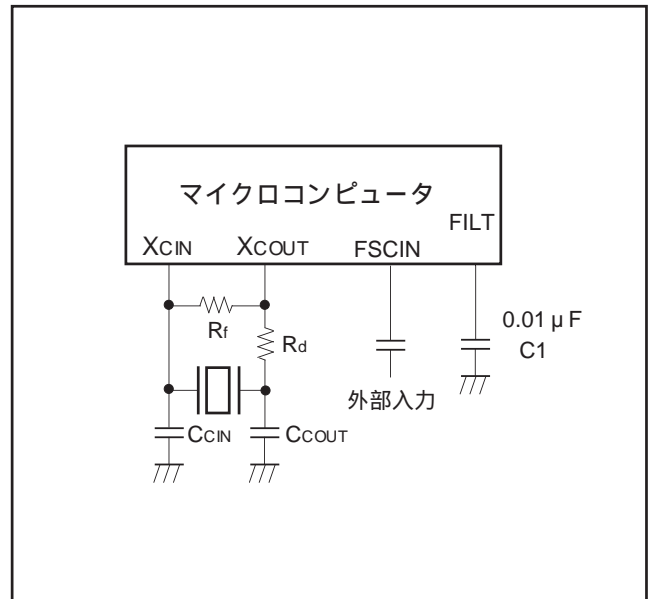 マイクロコンピュータ
FILT
XCIN XCOUT FSCIN
Rf
Rd
0.01 μ F
C1
外部入力
CCIN CCOUT